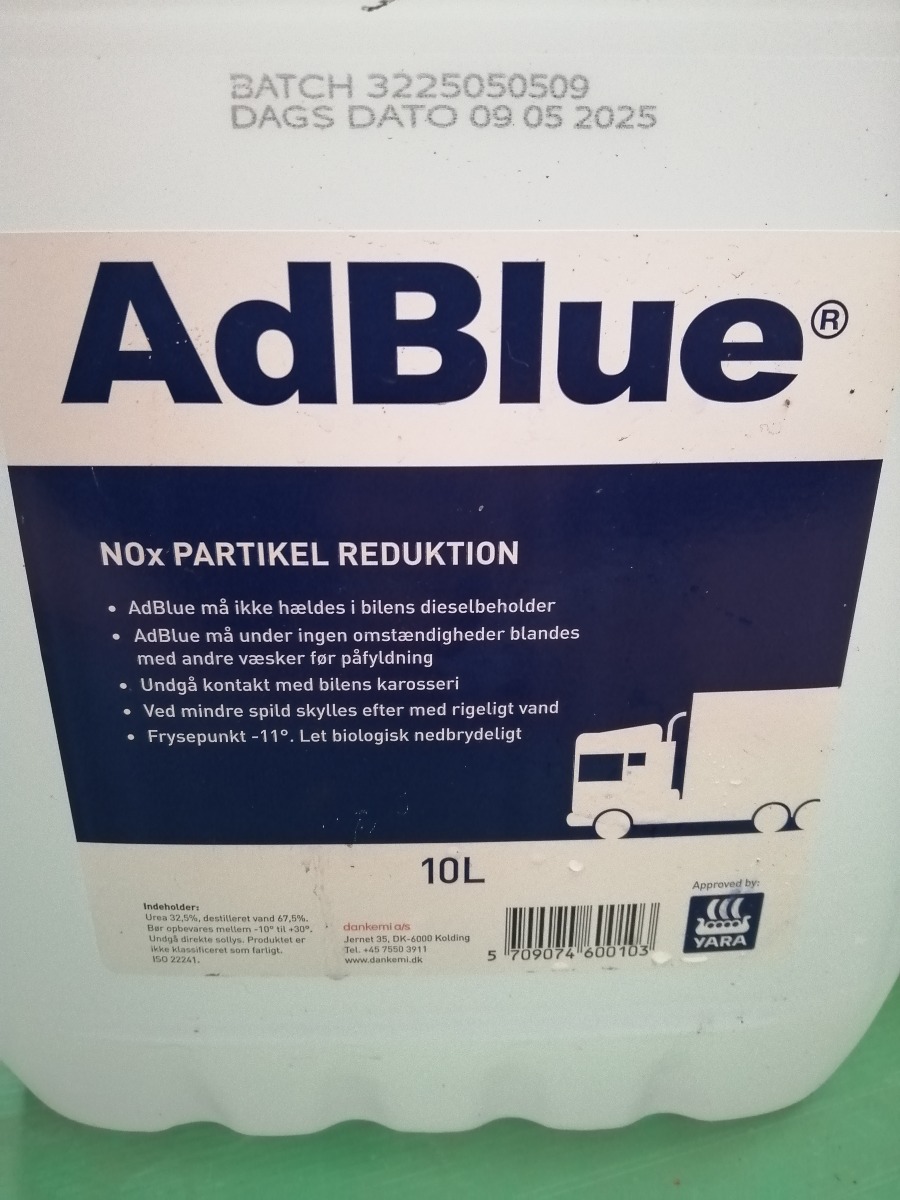 BATCH 3225050509
DAGS DATO 09 05 2025
AdBlue®
NOx PARTIKEL REDUKTION
• AdBlue må ikke hældes i bilens dieselbeholder
• AdBlue må under ingen omstændigheder blandes
med andre væsker før påfyldning
• Undgå kontakt med bilens karosseri
• Ved mindre spild skylles efter med rigeligt vand
• Frysepunkt -11°. Let biologisk nedbrydeligt
10L
Indeholder:
Urea 32,5%, destilleret vand 67,5%.
Bør opbevares mellem -10° til +30°.
Undgå direkte sollys. Produktet er
ikke klassificeret som farligt.
ISO 22241.
dankemi a/s
Jernet 35, DK-6000 Kolding
Tel. +45 7550 3911
www.dankemi.dk
5 709074 600103
Approved by:
YARA